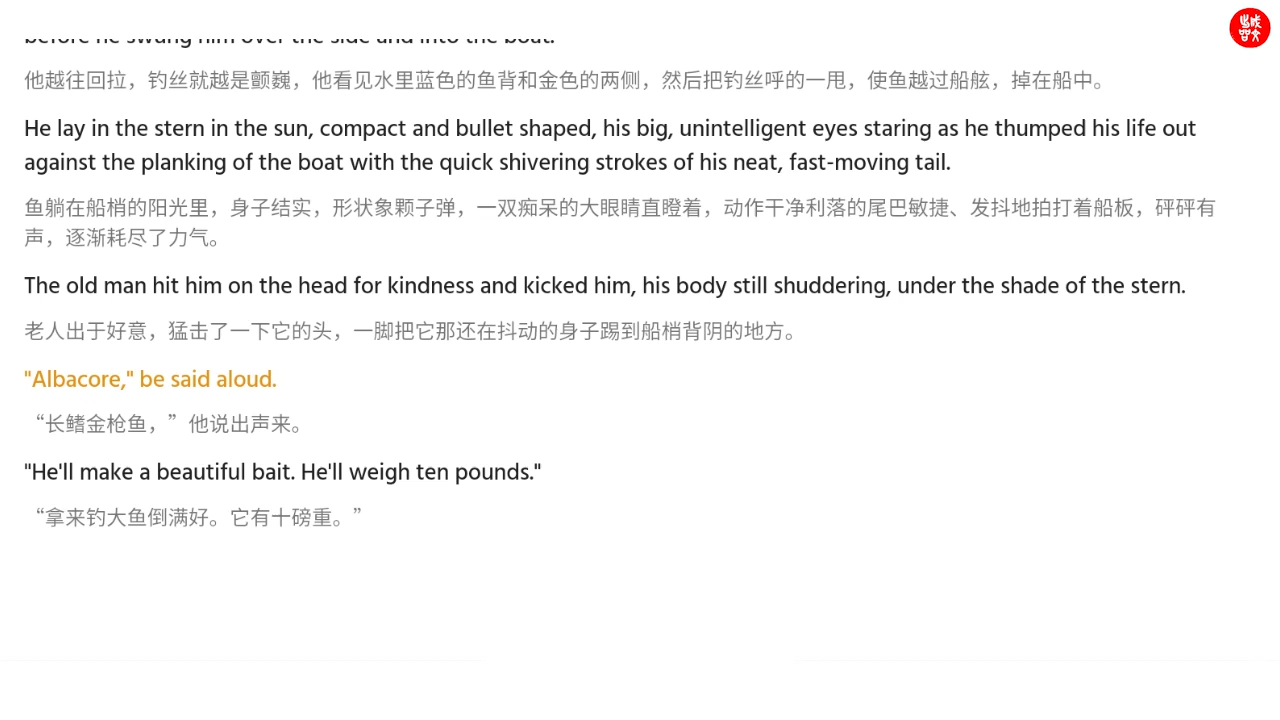 before he swung him over the side and into the boat.
他越往回拉，钓丝就越是颤巍，他看见水里蓝色的鱼背和金色的两侧，然后把钓丝呼的一甩，使鱼越过船舷，掉在船中。
He lay in the stern in the sun, compact and bullet shaped, his big, unintelligent eyes staring as he thumped his life out
against the planking of the boat with the quick shivering strokes of his neat, fast-moving tail.
鱼躺在船梢的阳光里，身子结实，形状象颗子弹，一双痴呆的大眼睛直瞪着，动作干净利落的尾巴敏捷、发抖地拍打着船板，砰砰有
声，逐渐耗尽了力气。
The old man hit him on the head for kindness and kicked him, his body still shuddering, under the shade of the stern.
老人出于好意，猛击了一下它的头，一脚把它那还在抖动的身子踢到船梢背阴的地方。
"Albacore," be said aloud.
“长鳍金枪鱼，”他说出声来。
"He'll make a beautiful bait. He'll weigh ten pounds."
“拿来钓大鱼倒满好。它有十磅重。”